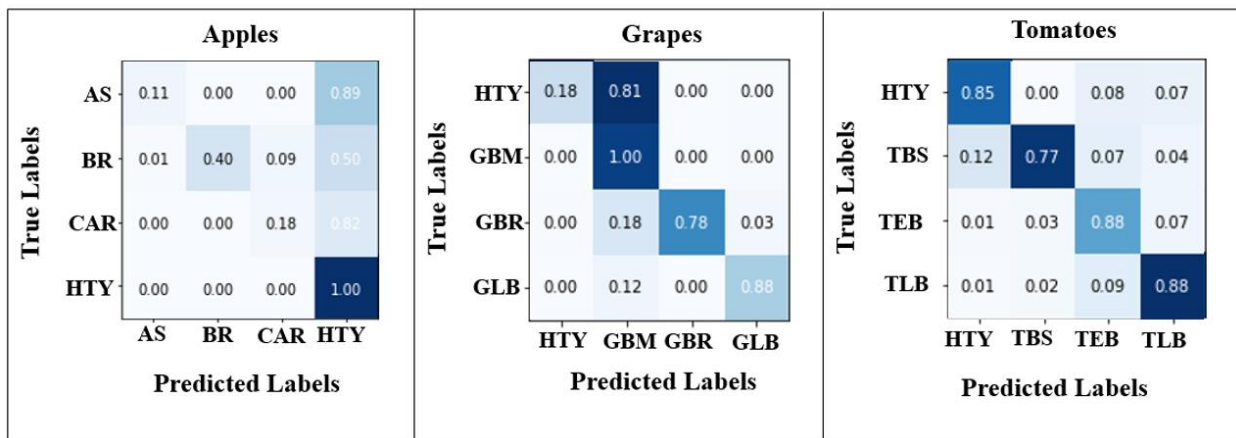 Apples
True Labels
AS 0.11 0.00 0.00 0.89
BR 0.01 0.40 0.09 0.50
CAR 0.00 0.00 0.18 0.82
HTY 0.00 0.00 0.00 1.00
AS BR CAR HTY
Predicted Labels
Grapes
True Labels
HTY 0.18 0.81 0.00 0.00
GBM 0.00 1.00 0.00 0.00
GBR 0.00 0.18 0.78 0.03
GLB 0.00 0.12 0.00 0.88
HTY GBM GBR GLB
Predicted Labels
Tomatoes
True Labels
HTY 0.85 0.00 0.08 0.07
TBS 0.12 0.77 0.07 0.04
TEB 0.01 0.03 0.88 0.07
TLB 0.01 0.02 0.09 0.88
HTY TBS TEB TLB
Predicted Labels